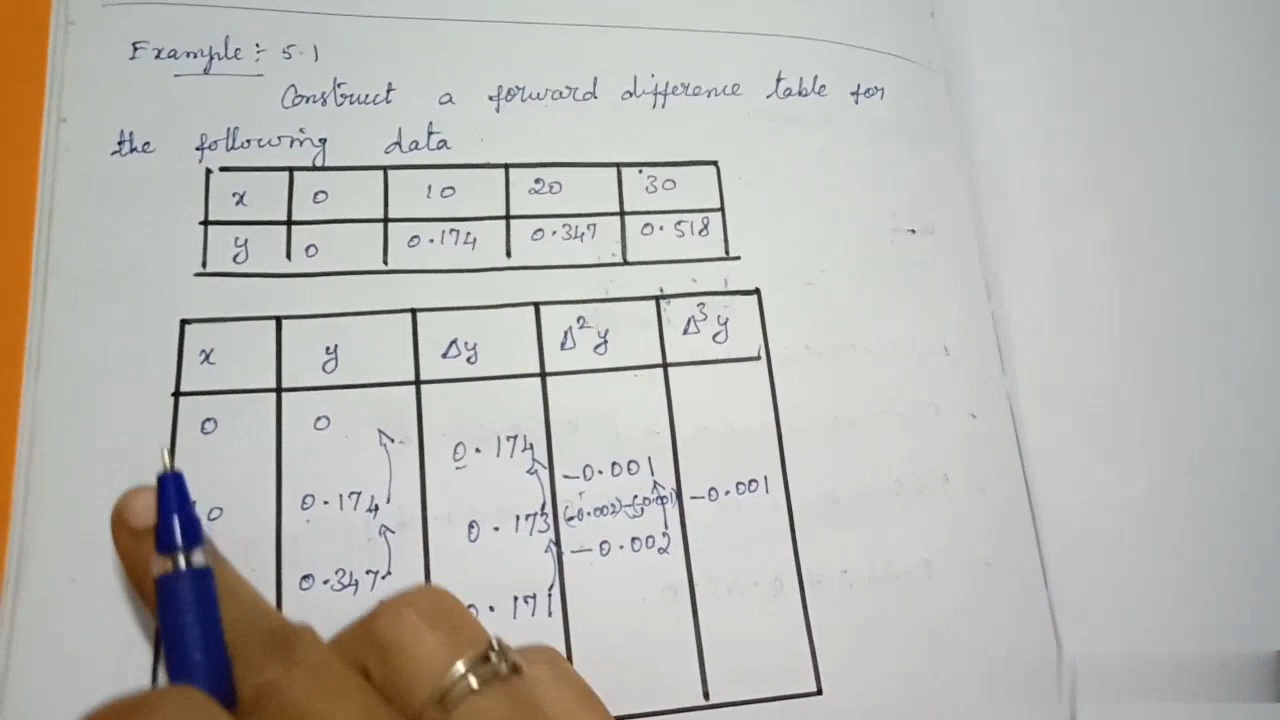 Example :- 5.1
Construct a forward difference table for
the following data
x 0 10 20 30
y 0 0.174 0.347 0.518
x y Δy Δ²y Δ³y
0 0
0.174
-0.001
0.174 -0.001
(-0.002)-(-0.001)
0.173
-0.002
0.347
0.171